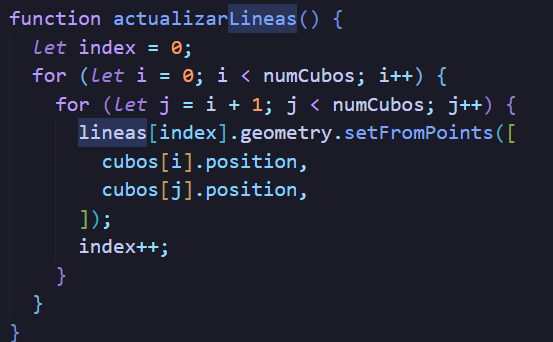 function actualizarLineas() {
  let index = 0;
  for (let i = 0; i < numCubos; i++) {
    for (let j = i + 1; j < numCubos; j++) {
      lineas[index].geometry.setFromPoints([
        cubos[i].position,
        cubos[j].position,
      ]);
      index++;
    }
  }
}